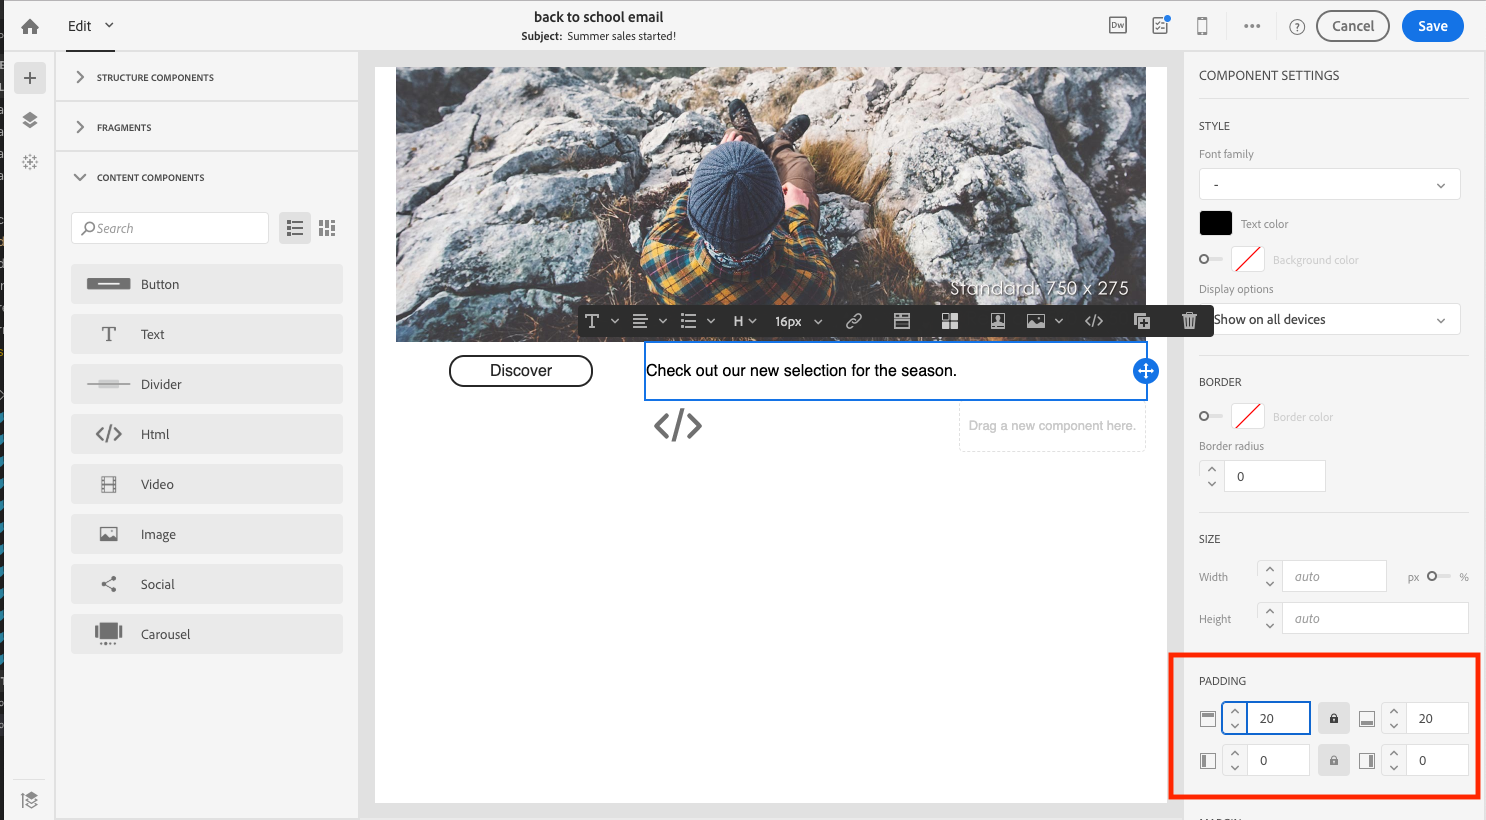 Edit
back to school email
Subject: Summer sales started!
Dw
?
Cancel
Save
STRUCTURE COMPONENTS
FRAGMENTS
CONTENT COMPONENTS
Search
Button
T Text
Divider
</> Html
Video
Image
Social
Carousel
Standard: 750 x 275
T
H
16px
</>
Discover
Check out our new selection for the season.
</>
Drag a new component here.
COMPONENT SETTINGS
STYLE
Font family
-
Text color
Background color
Display options
Show on all devices
BORDER
Border color
Border radius
0
SIZE
Width auto px %
Height auto
PADDING
20 20
0 0